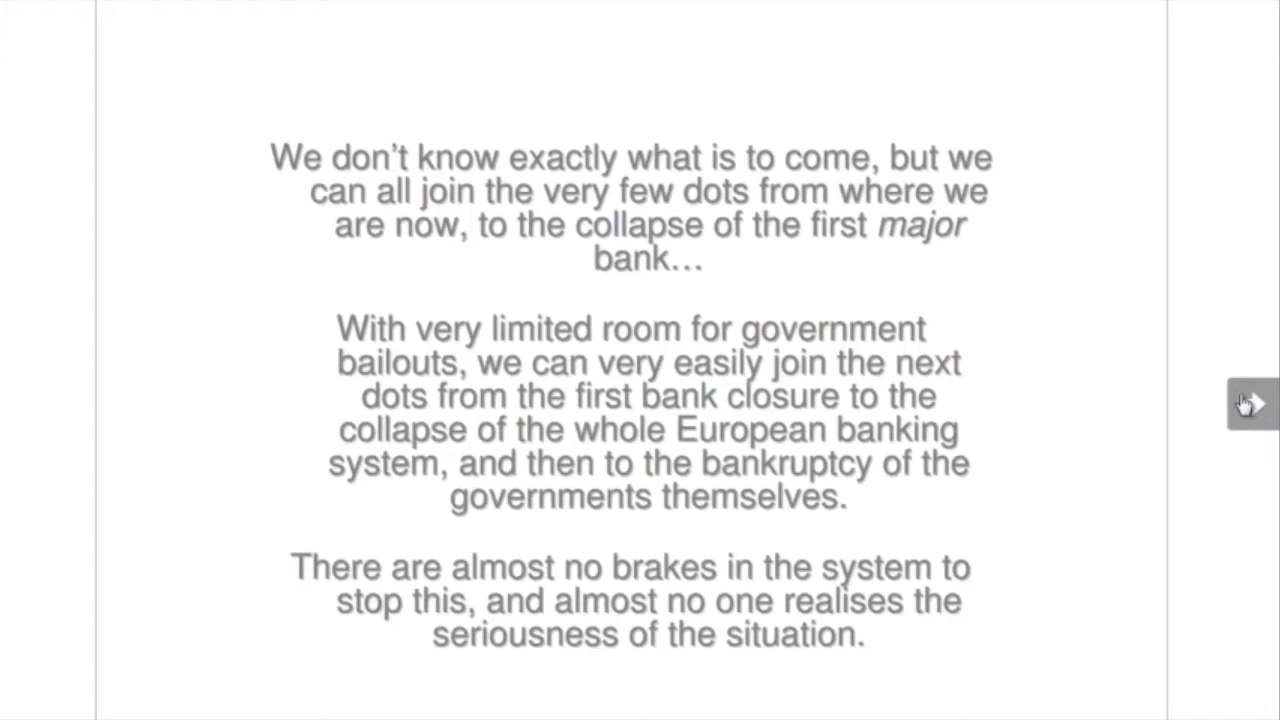 We don’t know exactly what is to come, but we
can all join the very few dots from where we
are now, to the collapse of the first major
bank…
With very limited room for government
bailouts, we can very easily join the next
dots from the first bank closure to the
collapse of the whole European banking
system, and then to the bankruptcy of the
governments themselves.
There are almost no brakes in the system to
stop this, and almost no one realises the
seriousness of the situation.